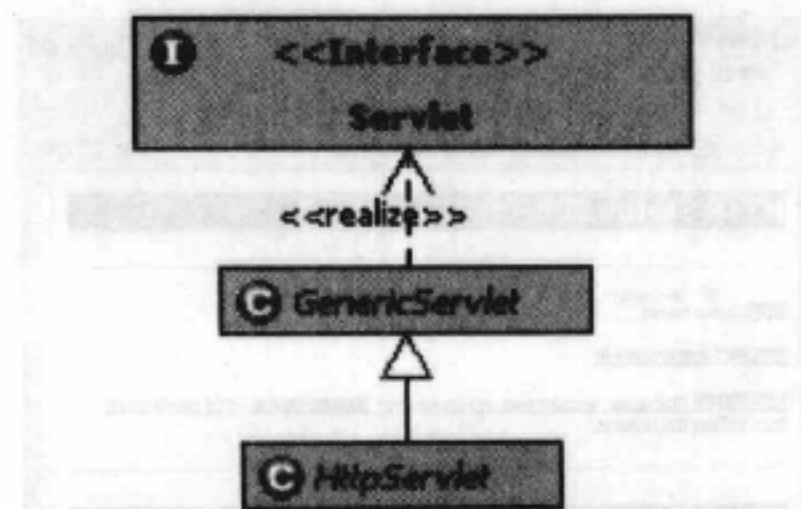 I <<Interface>>
Servlet
<<realize>>
C GenericServlet
C HttpServlet